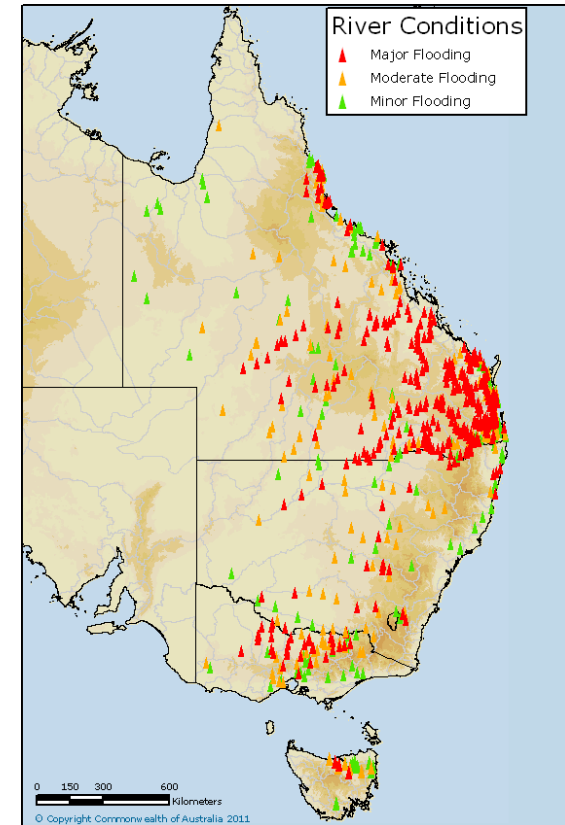 River Conditions
Major Flooding
Moderate Flooding
Minor Flooding
0 150 300 600
Kilometers
© Copyright Commonwealth of Australia 2011